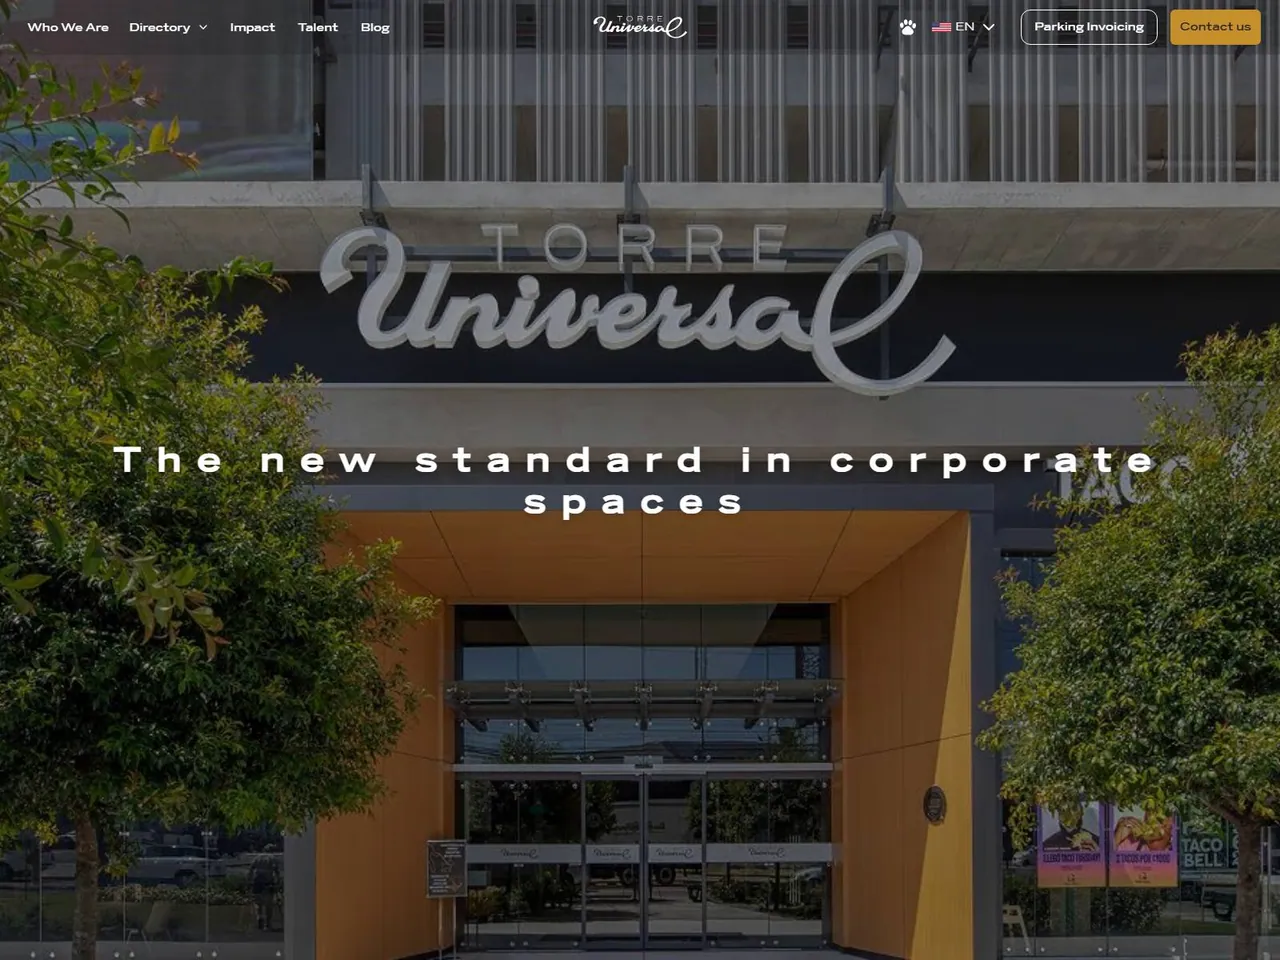 Who We Are
Directory
Impact
Talent
Blog
TORRE
Universal
EN
Parking Invoicing
Contact us
TORRE
Universal
The new standard in corporate
spaces
TACO
TACO
BELL